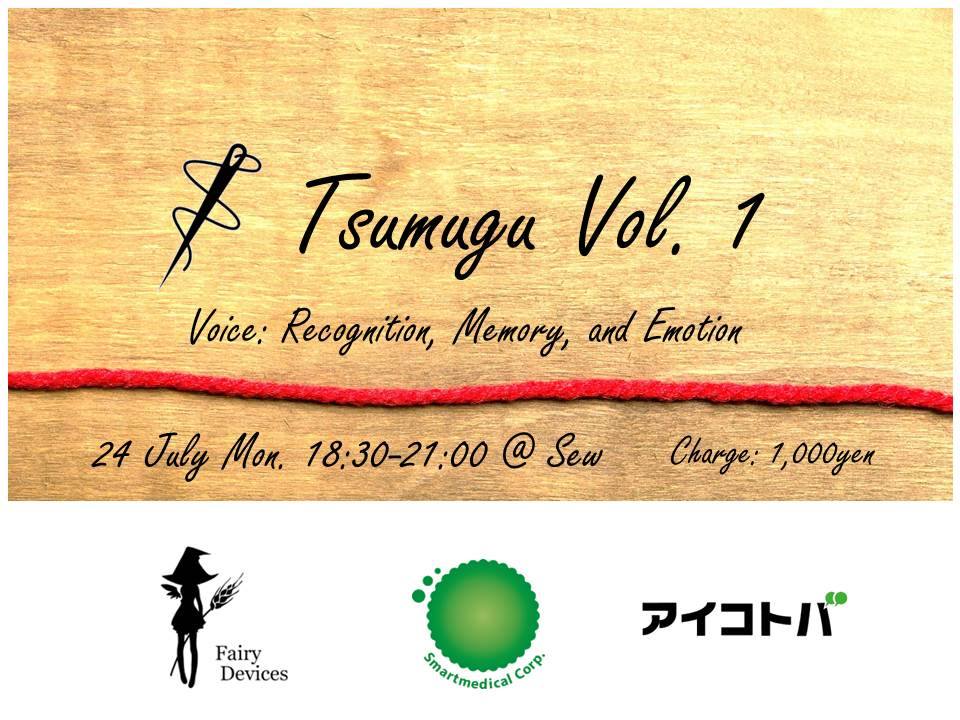 Tsumugu Vol. 1
Voice: Recognition, Memory, and Emotion
24 July Mon. 18:30-21:00 @ Sew Charge: 1,000yen
Fairy
Devices
Smartmedical Corp.
アイコトバ